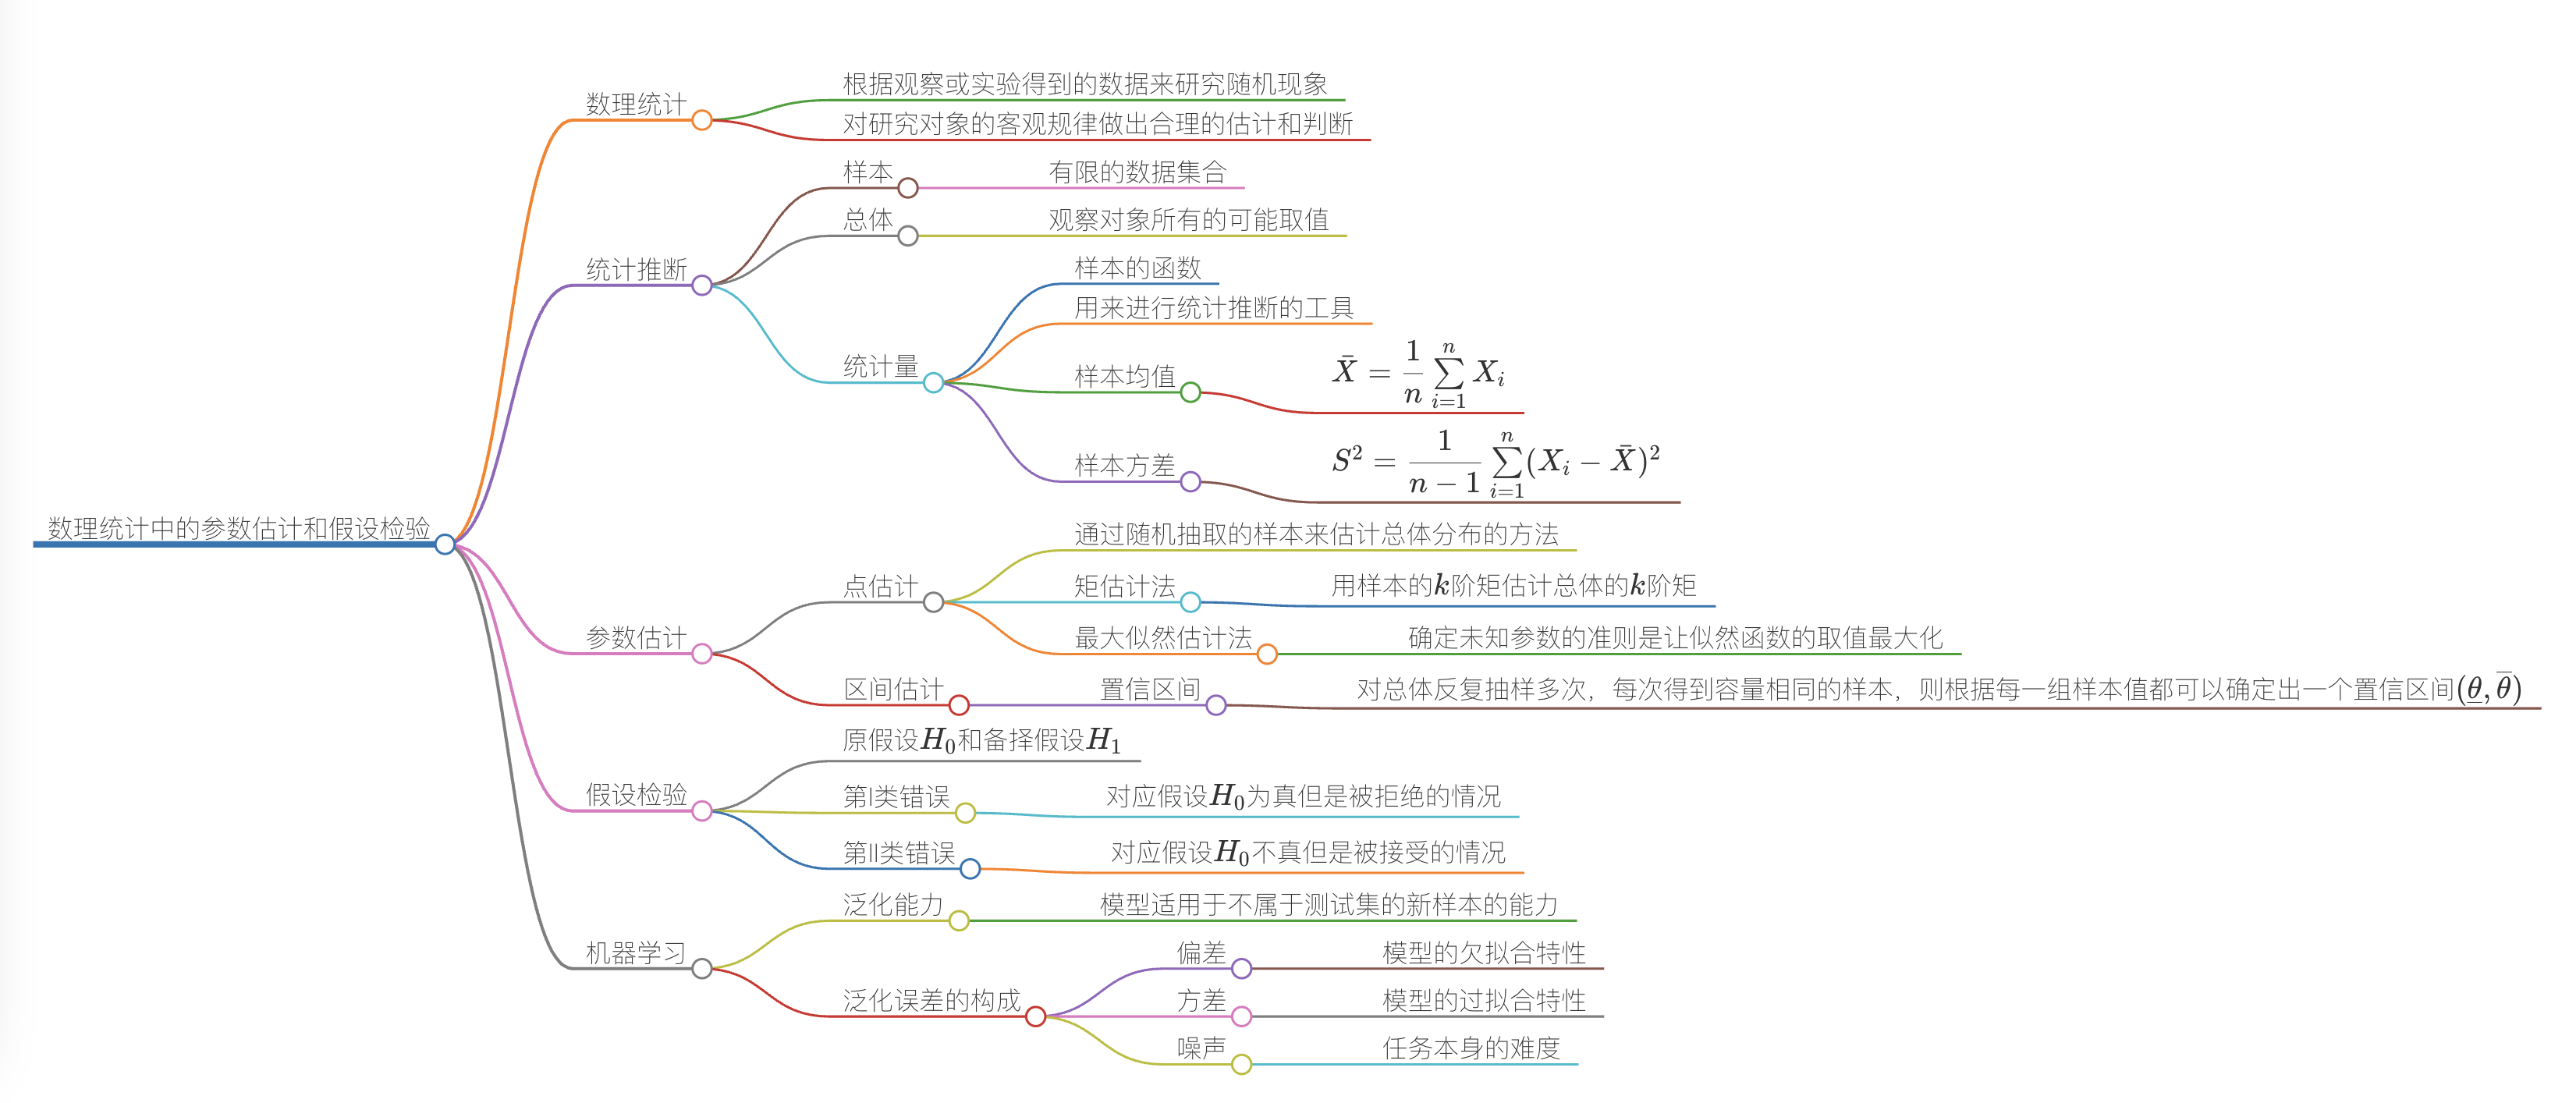 数理统计中的参数估计和假设检验
数理统计
根据观察或实验得到的数据来研究随机现象
对研究对象的客观规律做出合理的估计和判断
统计推断
样本
有限的数据集合
总体
观察对象所有的可能取值
统计量
样本的函数
用来进行统计推断的工具
样本均值
$\bar{X} = \frac{1}{n} \sum_{i=1}^{n} X_i$
样本方差
$S^2 = \frac{1}{n-1} \sum_{i=1}^{n} (X_i - \bar{X})^2$
参数估计
点估计
通过随机抽取的样本来估计总体分布的方法
矩估计法
用样本的k阶矩估计总体的k阶矩
最大似然估计法
确定未知参数的准则是让似然函数的取值最大化
区间估计
置信区间
对总体反复抽样多次，每次得到容量相同的样本，则根据每一组样本值都可以确定出一个置信区间$(\underline{\theta}, \overline{\theta})$
假设检验
原假设$H_0$和备择假设$H_1$
第I类错误
对应假设$H_0$为真但是被拒绝的情况
第II类错误
对应假设$H_0$不真但是被接受的情况
机器学习
泛化能力
模型适用于不属于测试集的新样本的能力
泛化误差的构成
偏差
模型的欠拟合特性
方差
模型的过拟合特性
噪声
任务本身的难度